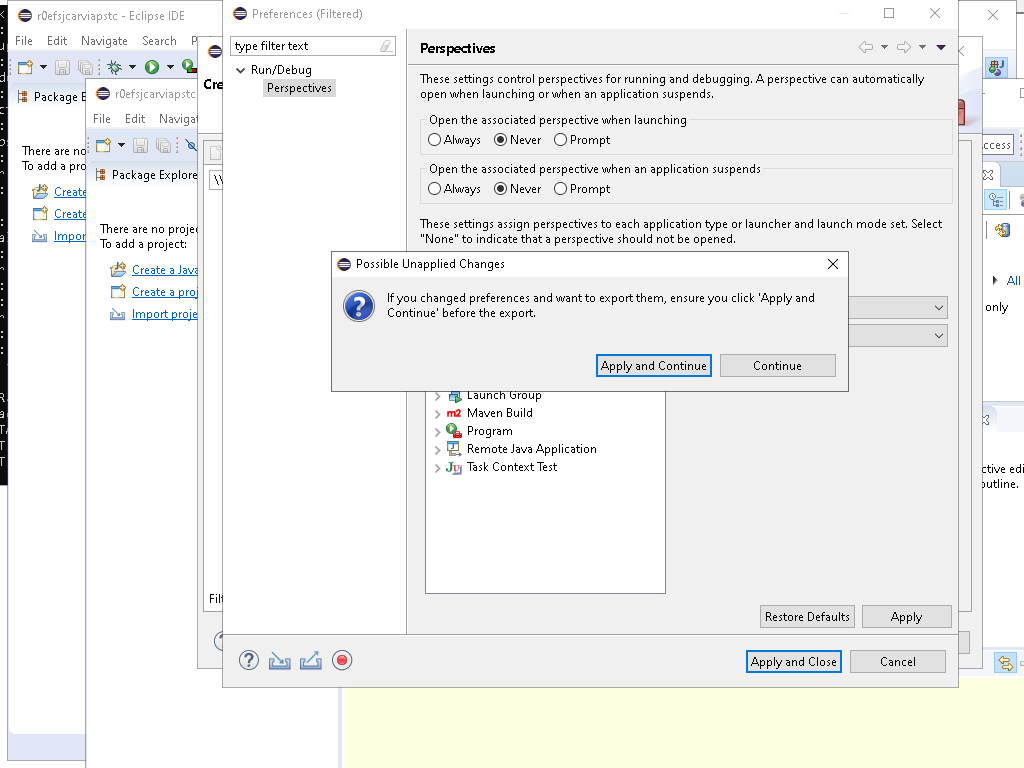 r0efsjcarviapstc - Eclipse IDE
File Edit Navigate Search
Package E
There are no
To add a pro
Create
Create
Impor
r0efsjcarviapstc
File Edit Navigat
Package Explore
There are no projec
To add a project:
Create a Java
Create a proj
Import proje
Cre
\\
Filt
Preferences (Filtered)
type filter text
Run/Debug
Perspectives
Perspectives
These settings control perspectives for running and debugging. A perspective can automatically
open when launching or when an application suspends.
Open the associated perspective when launching
Always Never Prompt
Open the associated perspective when an application suspends
Always Never Prompt
These settings assign perspectives to each application type or launcher and launch mode set. Select
"None" to indicate that a perspective should not be opened.
Possible Unapplied Changes
If you changed preferences and want to export them, ensure you click 'Apply and
Continue' before the export.
Apply and Continue Continue
Launch Group
m2 Maven Build
Program
Remote Java Application
Ju Task Context Test
Restore Defaults Apply
Apply and Close Cancel
ccess
All
only
ctive edi
outline.